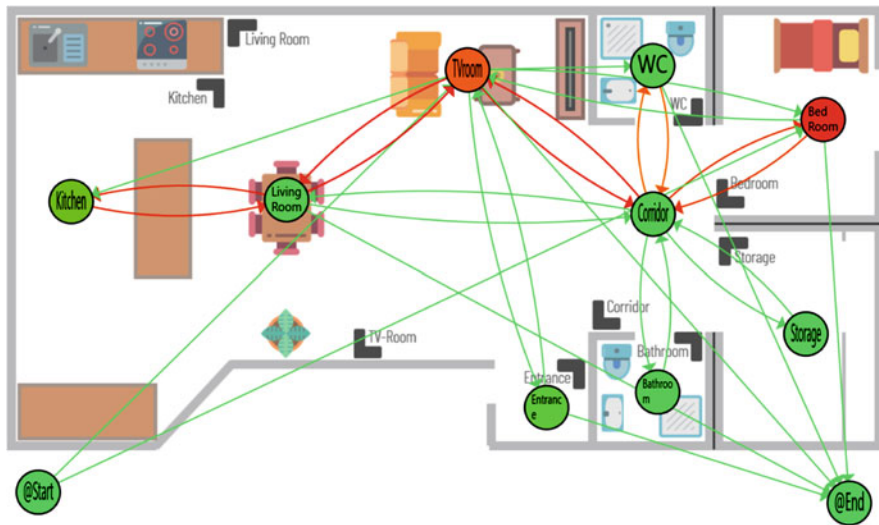 Living Room
Kitchen
TVroom
WC
WC
Bed
Room
Kitchen
Living
Room
Corridor
Bedroom
Storage
Corridor
Storage
TV-Room
Bathroom
Entrance
Entranc
e
Bathroo
m
@Start
@End